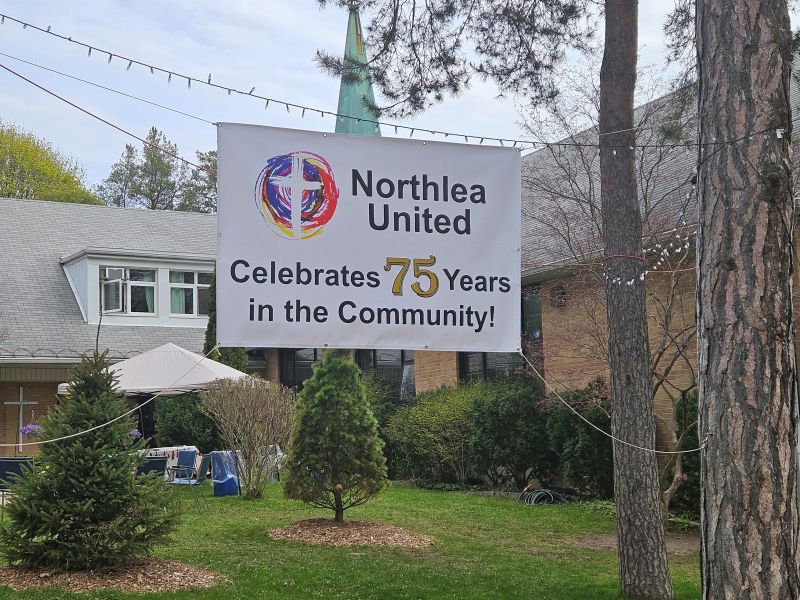 Northlea
United
Celebrates 75 Years
in the Community!